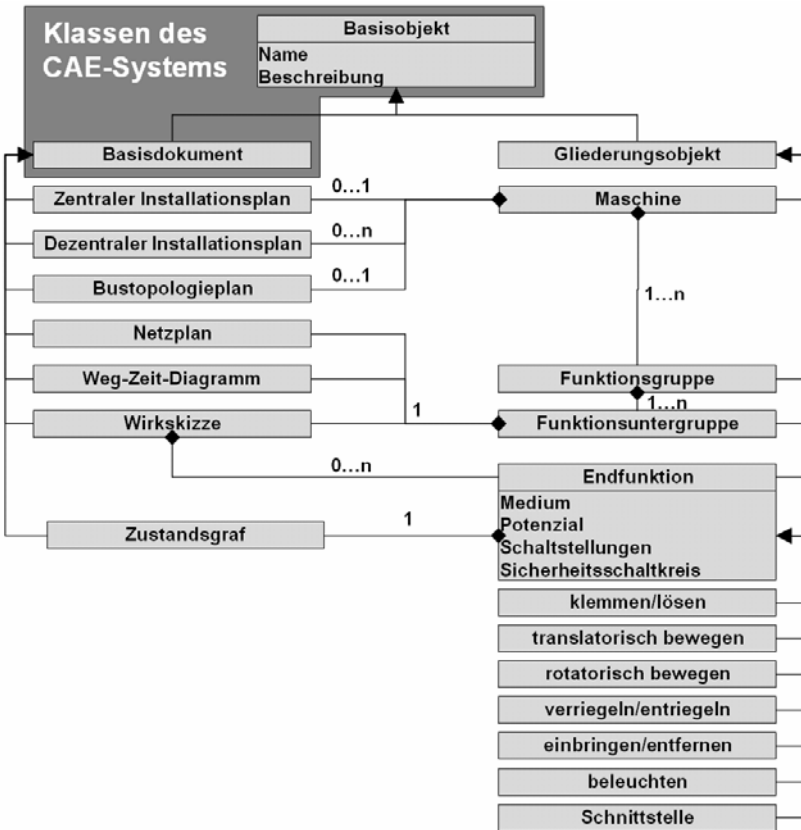 Klassen des
CAE-Systems
Basisobjekt
Name
Beschreibung
Basisdokument
Gliederungsobjekt
Zentraler Installationsplan
0...1
Maschine
Dezentraler Installationsplan
0...n
Bustopologieplan
0...1
1...n
Netzplan
Weg-Zeit-Diagramm
Funktionsgruppe
1...n
Wirkskizze
1
Funktionsuntergruppe
0...n
Endfunktion
Medium
Potenzial
Schaltstellungen
Sicherheitsschaltkreis
Zustandsgraf
1
klemmen/lösen
translatorisch bewegen
rotatorisch bewegen
verriegeln/entriegeln
einbringen/entfernen
beleuchten
Schnittstelle